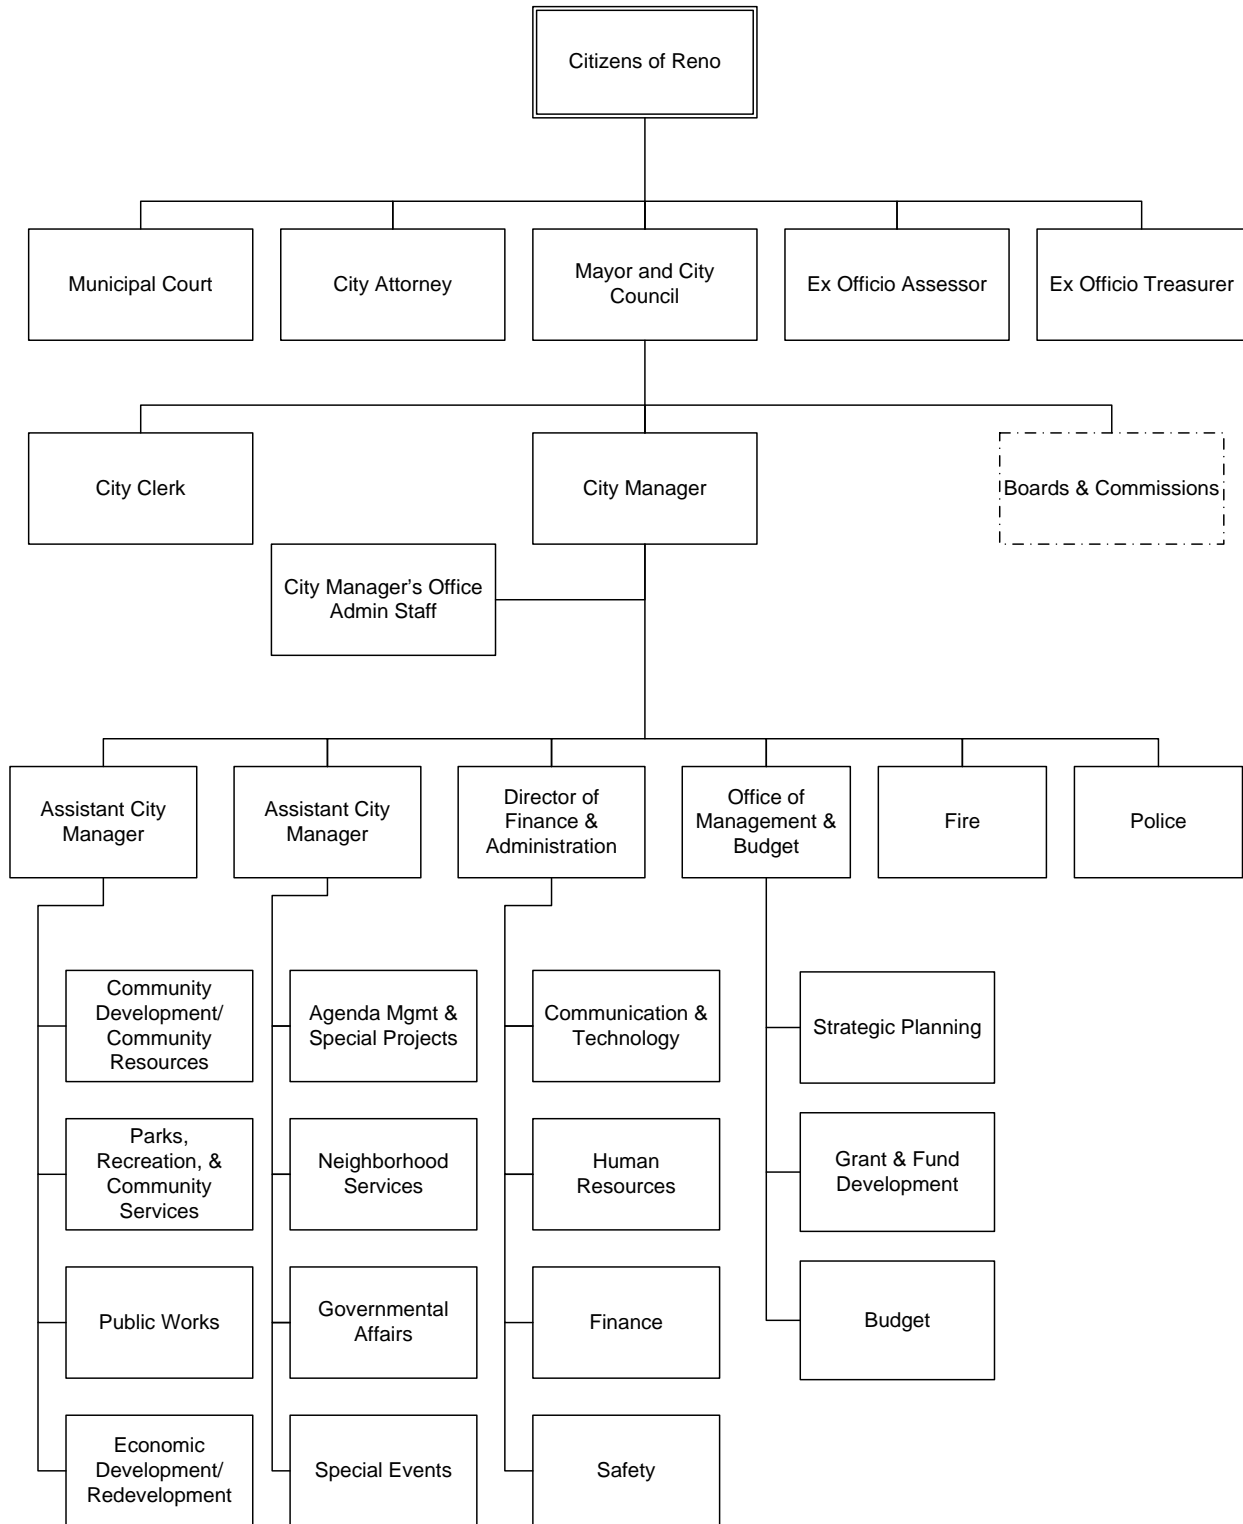 Citizens of Reno
Municipal Court
City Attorney
Mayor and City
Council
Ex Officio Assessor
Ex Officio Treasurer
City Clerk
City Manager
Boards & Commissions
City Manager’s Office
Admin Staff
Assistant City
Manager
Assistant City
Manager
Director of
Finance &
Administration
Office of
Management &
Budget
Fire
Police
Community
Development/
Community
Resources
Agenda Mgmt &
Special Projects
Communication &
Technology
Strategic Planning
Parks,
Recreation, &
Community
Services
Neighborhood
Services
Human
Resources
Grant & Fund
Development
Public Works
Governmental
Affairs
Finance
Budget
Economic
Development/
Redevelopment
Special Events
Safety